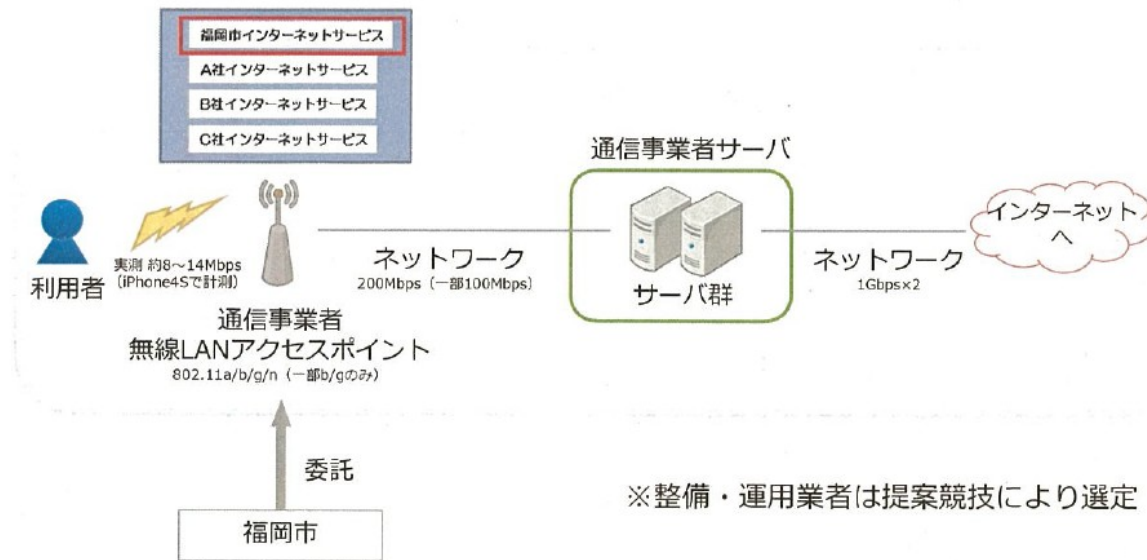 福岡市インターネットサービス
A社インターネットサービス
B社インターネットサービス
C社インターネットサービス
通信事業者サーバ
インターネット
へ
利用者
実測 約8～14Mbps
（iPhone4Sで計測）
ネットワーク
200Mbps（一部100Mbps）
サーバ群
ネットワーク
1Gbps×2
通信事業者
無線LANアクセスポイント
802.11a/b/g/n（一部b/gのみ）
委託
福岡市
※整備・運用業者は提案競技により選定